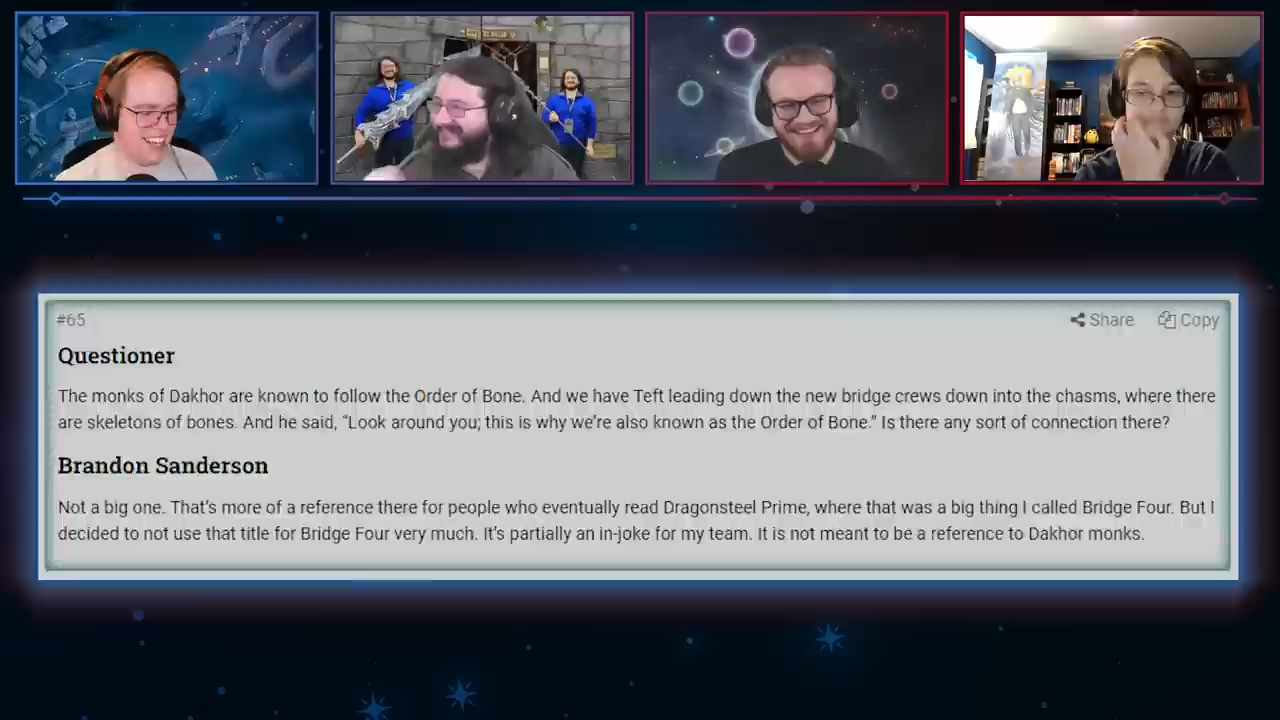 #65
Share
Copy
Questioner
The monks of Dakhor are known to follow the Order of Bone. And we have Teft leading down the new bridge crews down into the chasms, where there
are skeletons of bones. And he said, “Look around you; this is why we’re also known as the Order of Bone.” Is there any sort of connection there?
Brandon Sanderson
Not a big one. That’s more of a reference there for people who eventually read Dragonsteel Prime, where that was a big thing I called Bridge Four. But I
decided to not use that title for Bridge Four very much. It’s partially an in-joke for my team. It is not meant to be a reference to Dakhor monks.